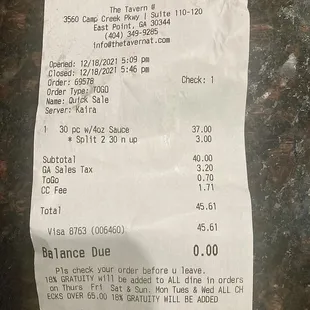 The Tavern @
3560 Camp Creek Pkwy | Suite 110-120
East Point, GA 30344
(404) 349-9285
info@thetavernat.com
Opened: 12/18/2021 5:09 pm
Closed: 12/18/2021 5:46 pm
Order: 69578 Check: 1
Order Type: TOGO
Name: Quick Sale
Server: Kaira
1 30 pc w/4oz Sauce 37.00
* Split 2 30 n up 3.00
Subtotal 40.00
GA Sales Tax 3.20
ToGo 0.70
CC Fee 1.71
Total 45.61
Visa 8763 (006460) 45.61
Balance Due 0.00
Pls check your order before u leave.
18% GRATUITY will be added to ALL dine in orders
on Thurs Fri Sat & Sun. Mon Tues & Wed ALL CH
ECKS OVER 65.00 18% GRATUITY WILL BE ADDED